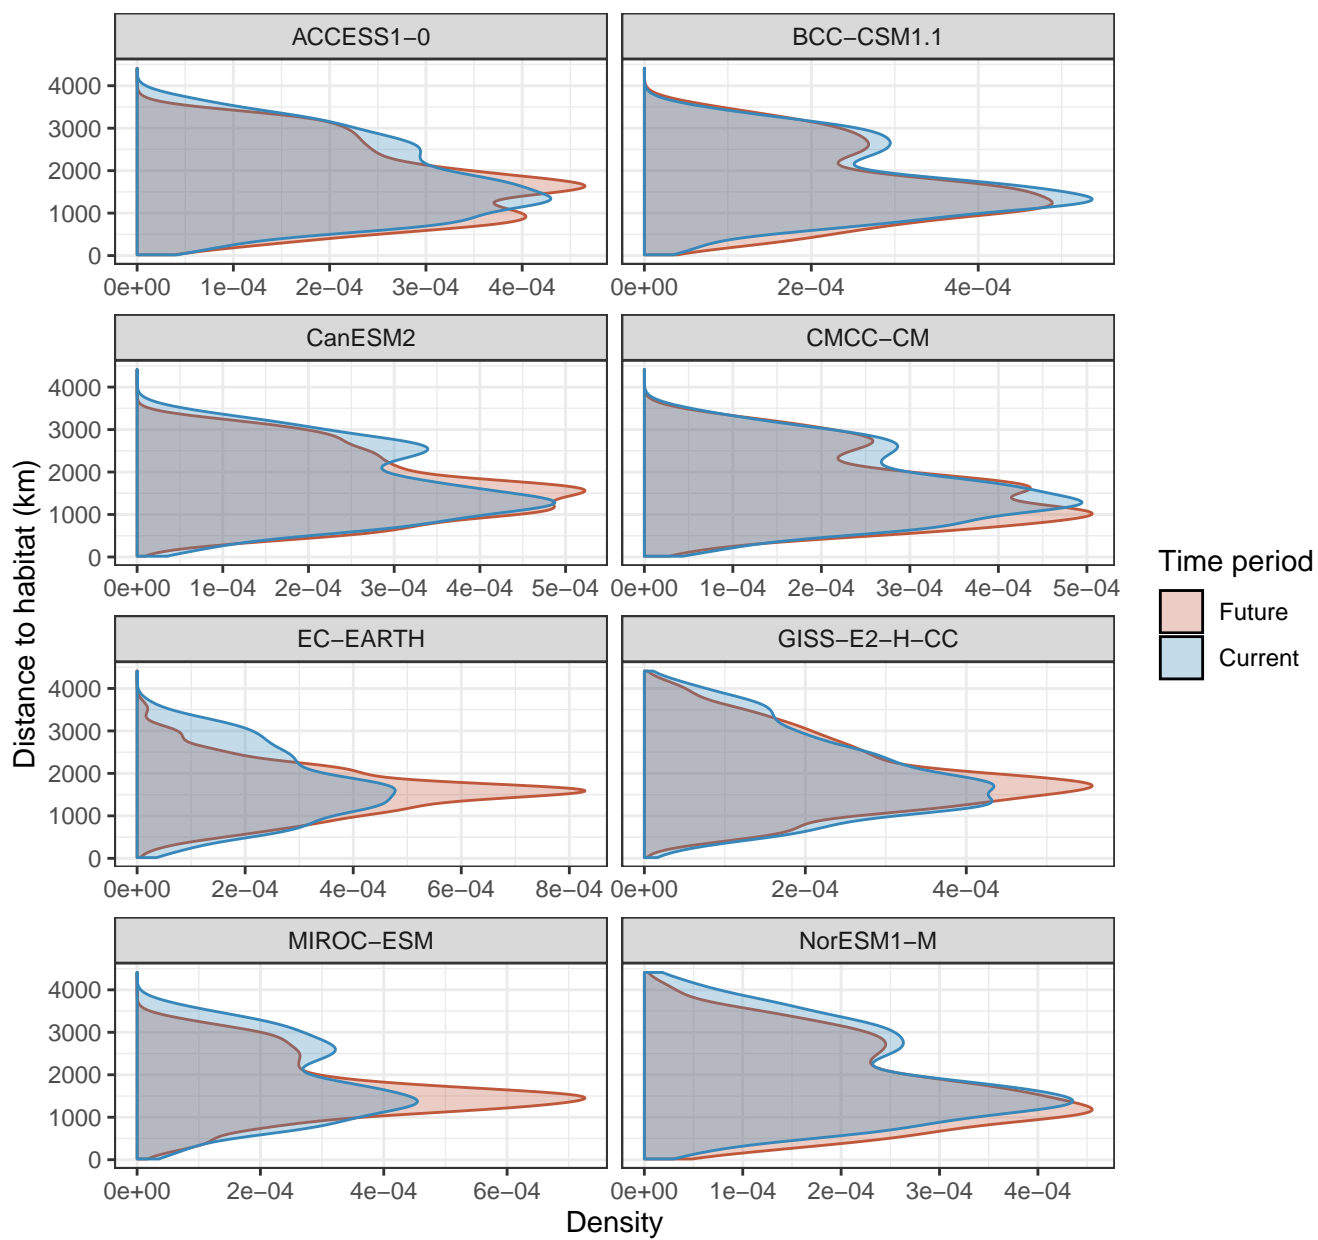 ACCESS1−0 BCC−CSM1.1
4000
3000
2000
1000
0
0e+00 1e−04 2e−04 3e−04 4e−04 0e+00 2e−04 4e−04
CanESM2 CMCC−CM
4000
3000
2000
1000
0
0e+00 1e−04 2e−04 3e−04 4e−04 5e−04 0e+00 1e−04 2e−04 3e−04 4e−04 5e−04
EC−EARTH GISS−E2−H−CC
4000
3000
2000
1000
0
0e+00 2e−04 4e−04 6e−04 8e−04 0e+00 2e−04 4e−04
MIROC−ESM NorESM1−M
4000
3000
2000
1000
0
0e+00 2e−04 4e−04 6e−04 0e+00 1e−04 2e−04 3e−04 4e−04
Density
Distance to habitat (km)
Time period
Future
Current